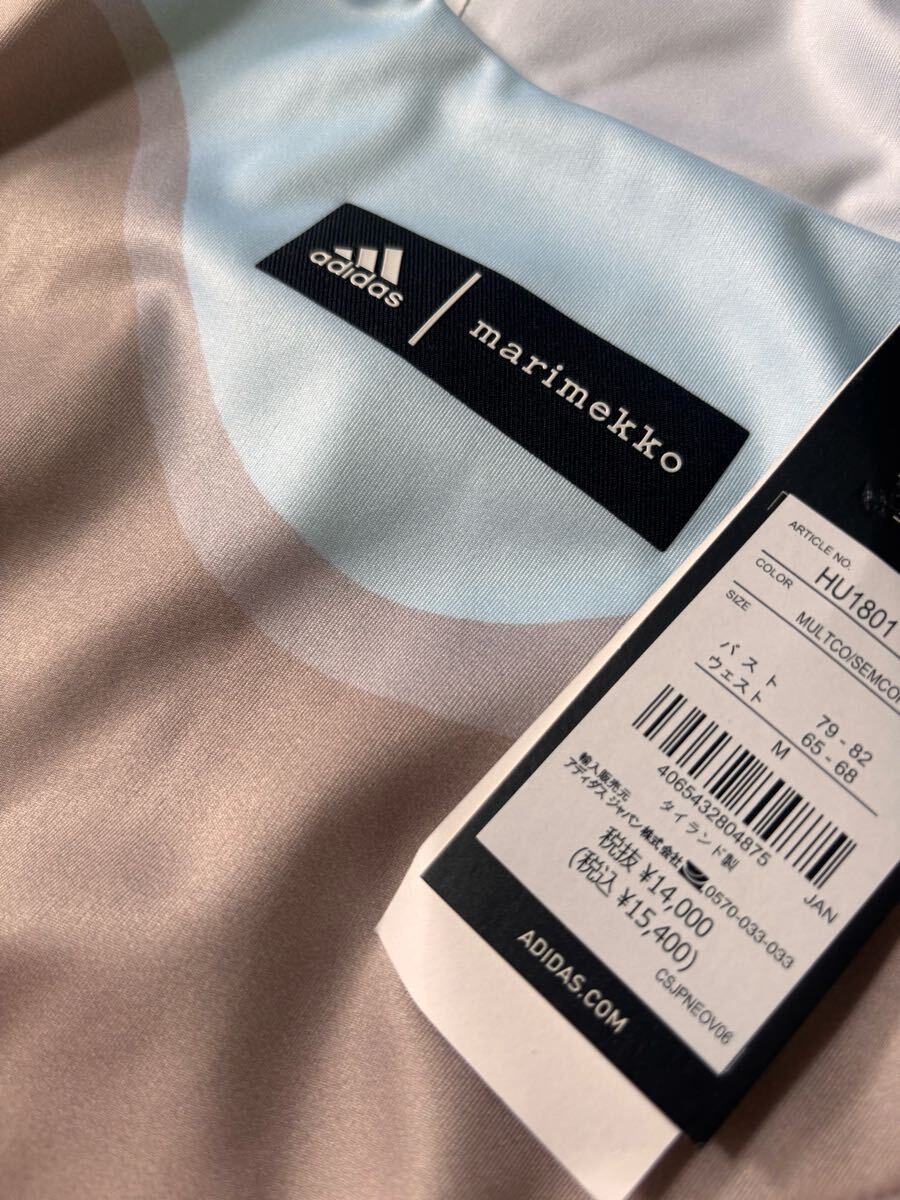 adidas | marimekko
ARTICLE NO. HU1801
COLOR MULTCO/SEMCO
SIZE
バスト 79 - 82
ウェスト 65 - 68
M
4065432804875 JAN
タイランド製
輸入販売元
アディダス ジャパン株式会社 0570-033-033
税抜 ¥14,000
(税込 ¥15,400)
CSJPNEOV06
ADIDAS.COM